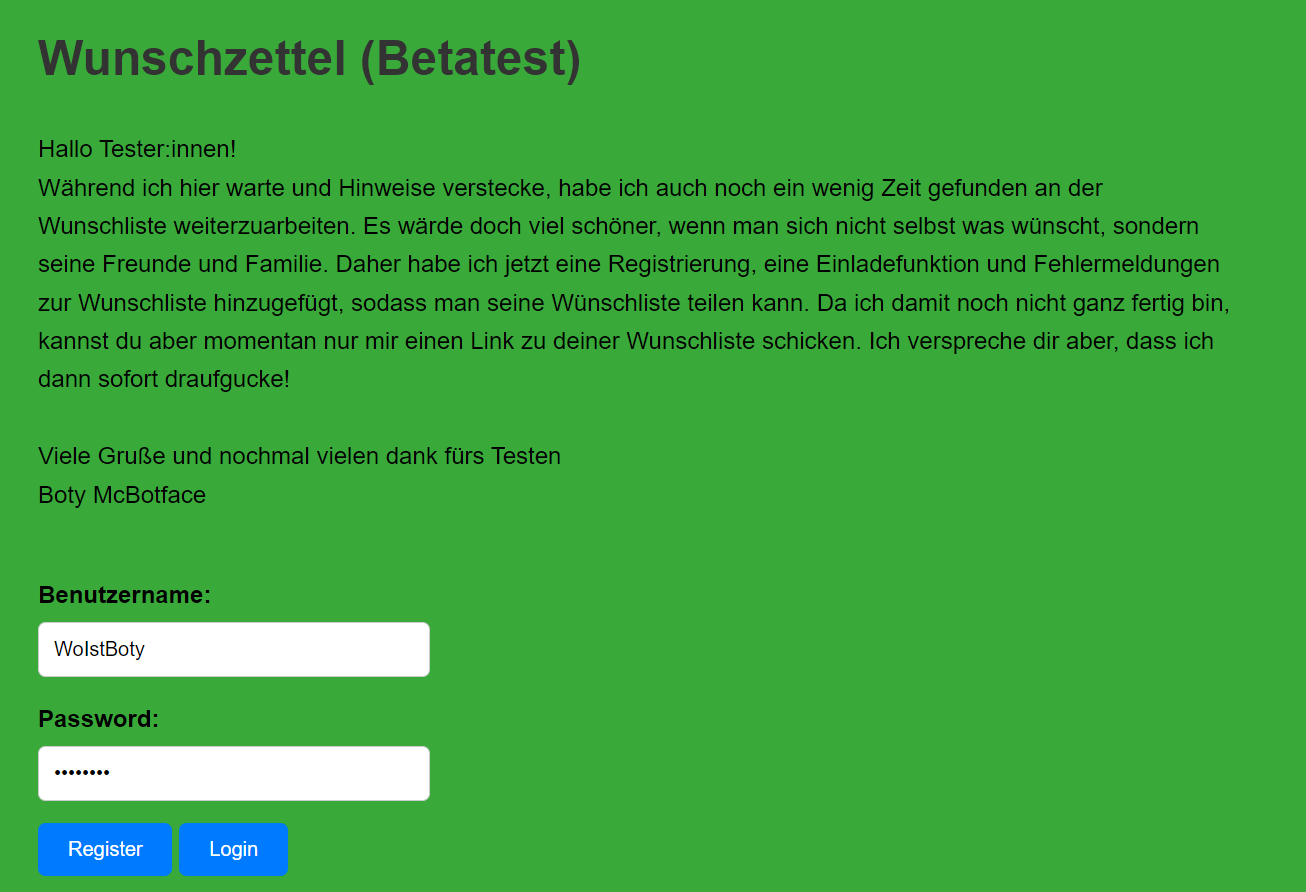 Wunschzettel (Betatest)
Hallo Tester:innen!
Während ich hier warte und Hinweise verstecke, habe ich auch noch ein wenig Zeit gefunden an der
Wunschliste weiterzuarbeiten. Es wärde doch viel schöner, wenn man sich nicht selbst was wünscht, sondern
seine Freunde und Familie. Daher habe ich jetzt eine Registrierung, eine Einladefunktion und Fehlermeldungen
zur Wunschliste hinzugefügt, sodass man seine Wünschliste teilen kann. Da ich damit noch nicht ganz fertig bin,
kannst du aber momentan nur mir einen Link zu deiner Wunschliste schicken. Ich verspreche dir aber, dass ich
dann sofort draufgucke!
Viele Gruße und nochmal vielen dank fürs Testen
Boty McBotface
Benutzername:
WoIstBoty
Password:
••••••••
Register Login